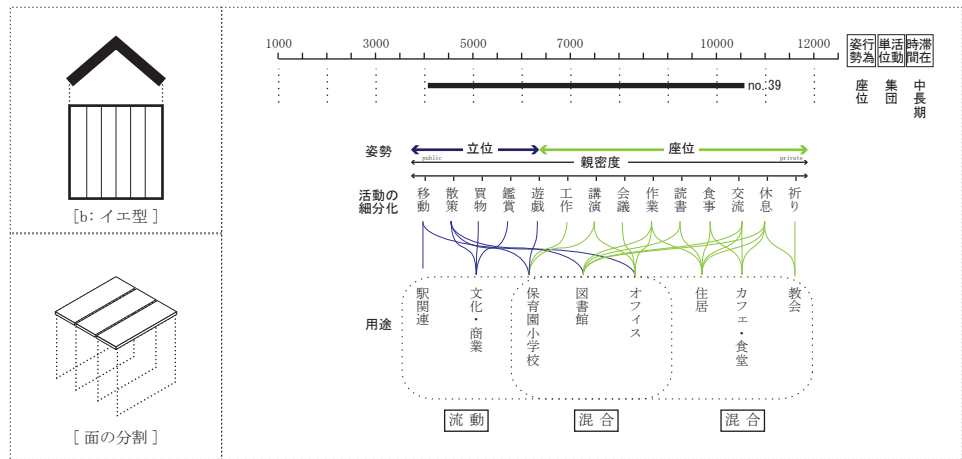 [b: イエ型 ]
[ 面の分割 ]
1000 3000 5000 7000 10000 12000
行為姿勢
活動単位
滞在時間
座位
集団
中長期
no. 39
姿勢
立位
座位
public
親密度
private
活動の
細分化
移動
散策
買物
鑑賞
遊戯
工作
講演
会議
作業
読書
食事
交流
休息
祈り
用途
駅関連
文化・商業
保育園小学校
図書館
オフィス
住居
カフェ・食堂
教会
流 動
混 合
混 合